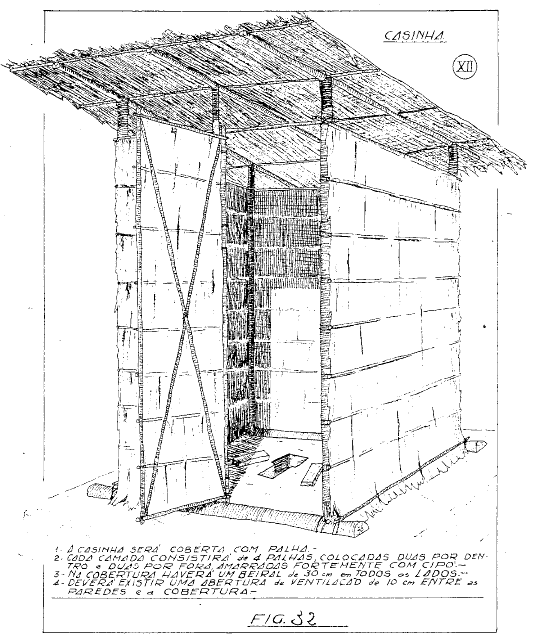 CASINHA
XII
1- A CASINHA SERÁ COBERTA COM PALHA.-
2- CADA CAMADA CONSISTIRÁ de 4 PALHAS, COLOCADAS DUAS POR DEN-
TRO e DUAS POR FORA, AMARRADAS FORTEMENTE COM CIPÓ.-
3- NA COBERTURA HAVERÁ UM BEIRAL de 30 cm em TODOS os LADOS.-
4- DEVERÁ EXISTIR UMA ABERTURA de VENTILAÇÃO de 10 cm ENTRE as
PAREDES e a COBERTURA-
FIG. 32